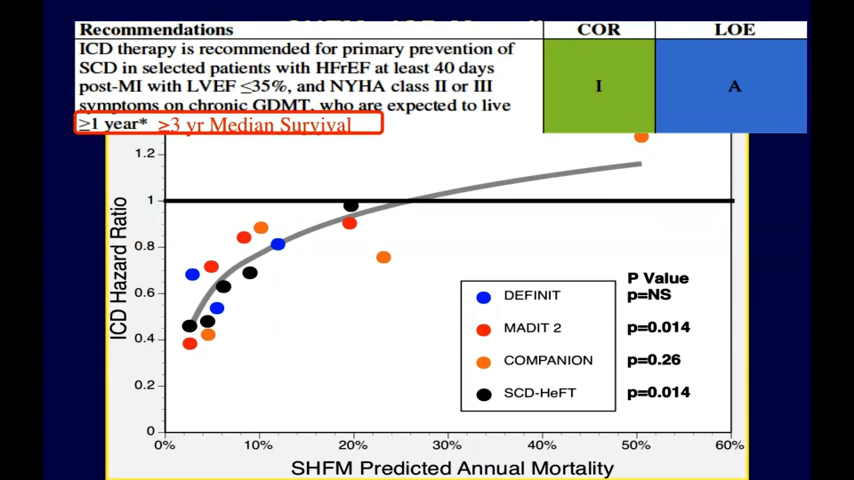 Recommendations COR LOE
ICD therapy is recommended for primary prevention of
SCD in selected patients with HFrEF at least 40 days
post-MI with LVEF ≤35%, and NYHA class II or III
symptoms on chronic GDMT, who are expected to live
≥1 year* ≥3 yr Median Survival
I A
1.2
1
0.8
0.6
0.4
0.2
0
ICD Hazard Ratio
P Value
DEFINIT p=NS
MADIT 2 p=0.014
COMPANION p=0.26
SCD-HeFT p=0.014
0% 10% 20% 30% 40% 50% 60%
SHFM Predicted Annual Mortality